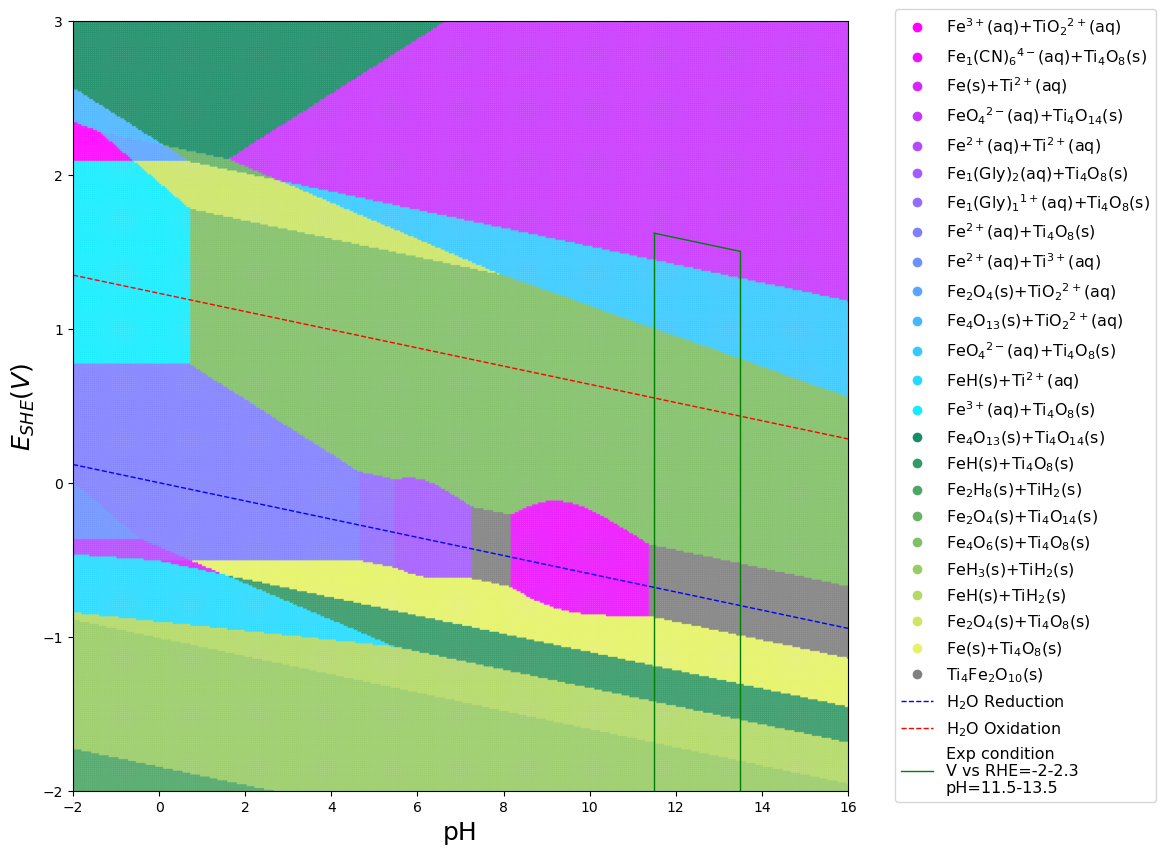 3
2
1
0
−1
−2
−2
0
2
4
6
8
10
12
14
16
E_SHE(V)
pH
Fe³⁺(aq)+TiO₂²⁺(aq)
Fe₁(CN)₆⁴⁻(aq)+Ti₄O₈(s)
Fe(s)+Ti²⁺(aq)
FeO₄²⁻(aq)+Ti₄O₁₄(s)
Fe²⁺(aq)+Ti²⁺(aq)
Fe₁(Gly)₂(aq)+Ti₄O₈(s)
Fe₁(Gly)₁¹⁺(aq)+Ti₄O₈(s)
Fe²⁺(aq)+Ti₄O₈(s)
Fe²⁺(aq)+Ti³⁺(aq)
Fe₂O₄(s)+TiO₂²⁺(aq)
Fe₄O₁₃(s)+TiO₂²⁺(aq)
FeO₄²⁻(aq)+Ti₄O₈(s)
FeH(s)+Ti²⁺(aq)
Fe³⁺(aq)+Ti₄O₈(s)
Fe₄O₁₃(s)+Ti₄O₁₄(s)
FeH(s)+Ti₄O₈(s)
Fe₂H₈(s)+TiH₂(s)
Fe₂O₄(s)+Ti₄O₁₄(s)
Fe₄O₆(s)+Ti₄O₈(s)
FeH₃(s)+TiH₂(s)
FeH(s)+TiH₂(s)
Fe₂O₄(s)+Ti₄O₈(s)
Fe(s)+Ti₄O₈(s)
Ti₄Fe₂O₁₀(s)
H₂O Reduction
H₂O Oxidation
Exp condition
V vs RHE=-2-2.3
pH=11.5-13.5